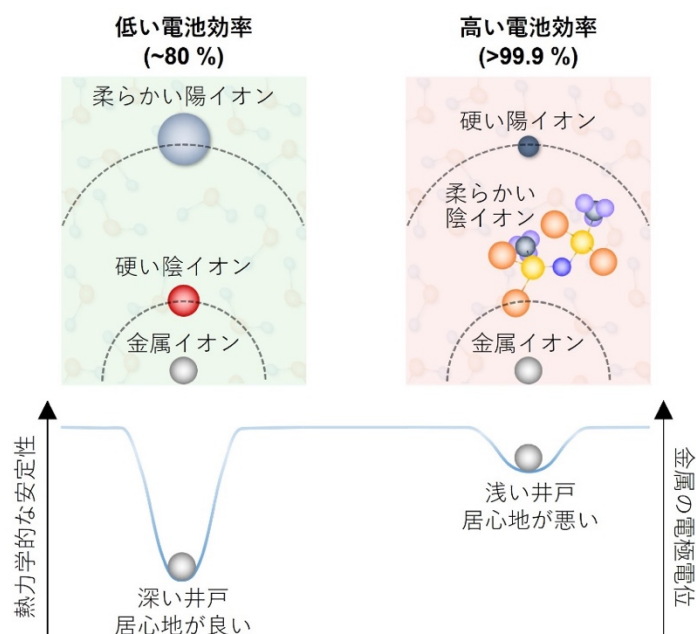 低い電池効率
(~80 %)
柔らかい陽イオン
硬い陰イオン
金属イオン
高い電池効率
(>99.9 %)
硬い陽イオン
柔らかい
陰イオン
金属イオン
熱力学的な安定性
深い井戸
居心地が良い
浅い井戸
居心地が悪い
金属の電極電位